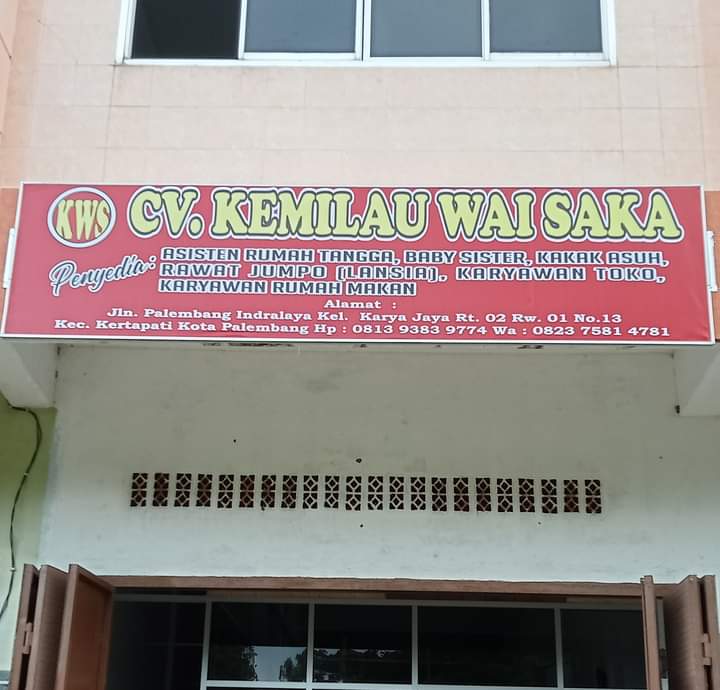 KWS CV. KEMILAU WAI SAKA
Penyedia : ASISTEN RUMAH TANGGA, BABY SISTER, KAKAK ASUH,
RAWAT JUMPO (LANSIA), KARYAWAN TOKO,
KARYAWAN RUMAH MAKAN
Alamat :
Jln. Palembang Indralaya Kel. Karya Jaya Rt. 02 Rw. 01 No.13
Kec. Kertapati Kota Palembang Hp : 0813 9383 9774 Wa : 0823 7581 4781